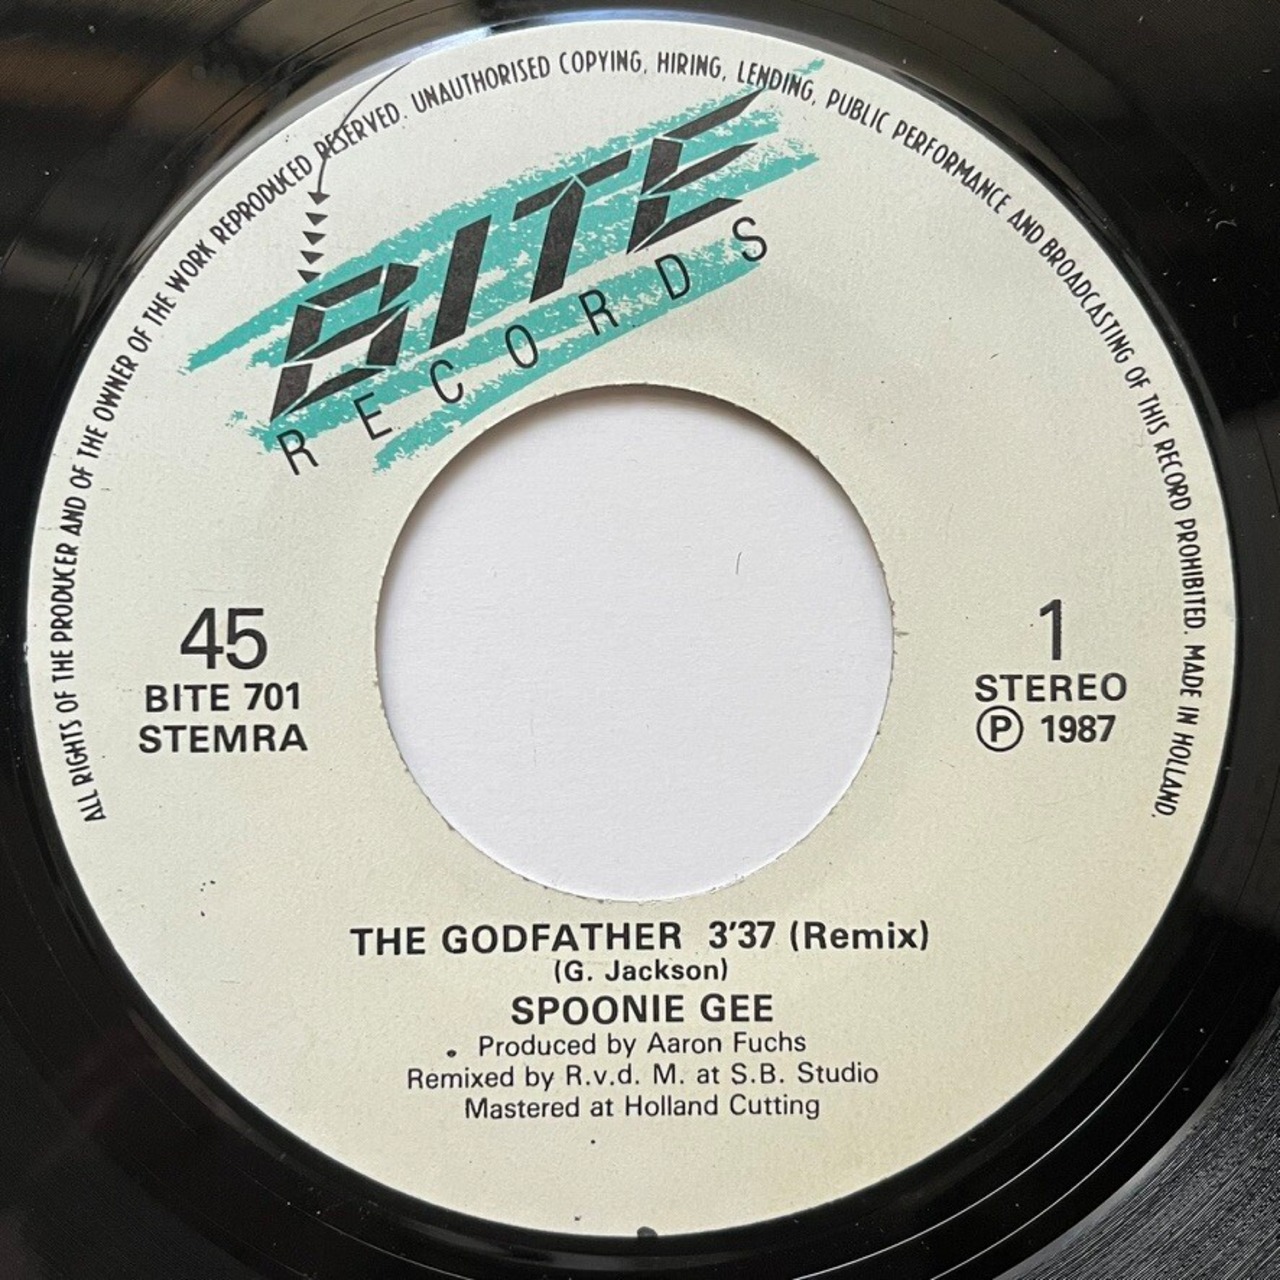 ALL RIGHTS OF THE PRODUCER AND OF THE OWNER OF THE WORK REPRODUCED RESERVED. UNAUTHORISED COPYING, HIRING, LENDING, PUBLIC PERFORMANCE AND BROADCASTING OF THIS RECORD PROHIBITED. MADE IN HOLLAND.
BITE
RECORDS
45
BITE 701
STEMRA
1
STEREO
Ⓟ 1987
THE GODFATHER 3'37 (Remix)
(G. Jackson)
SPOONIE GEE
Produced by Aaron Fuchs
Remixed by R.v.d. M. at S.B. Studio
Mastered at Holland Cutting